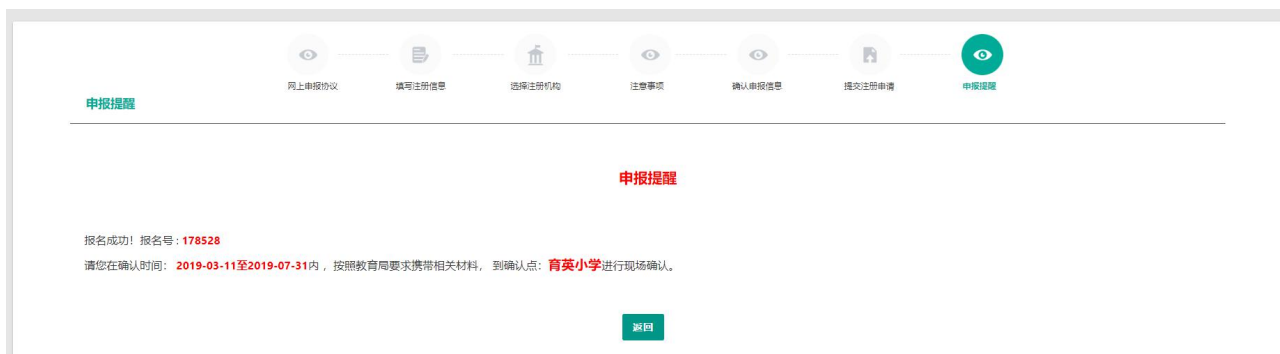 网上申报协议 填写注册信息 选择注册机构 注意事项 确认申报信息 提交注册申请 申报提醒
申报提醒
申报提醒
报名成功！报名号：178528
请您在确认时间： 2019-03-11至2019-07-31内 ，按照教育局要求携带相关材料， 到确认点：育英小学进行现场确认。
返回